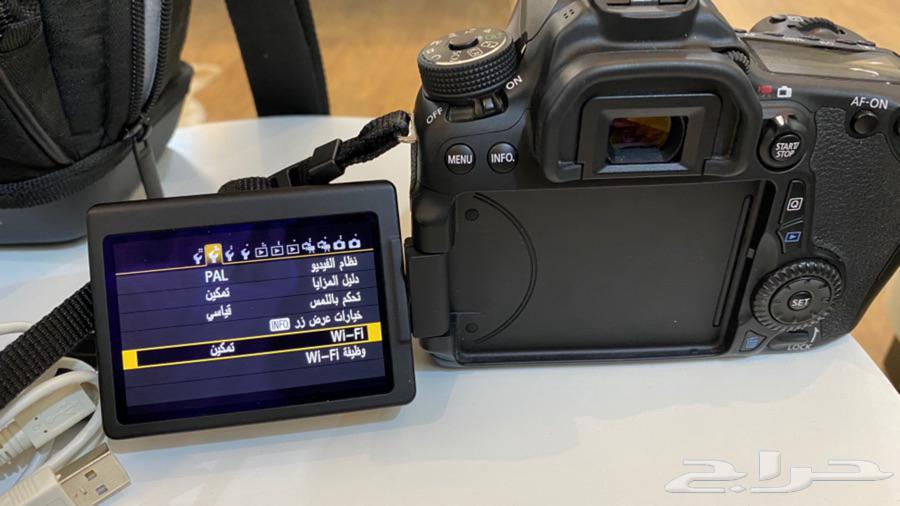 ON
OFF
MENU
INFO.
START/
STOP
AF-ON
Q
SET
LOCK
نظام الفيديو PAL
دليل المزايا تمكين
تحكم باللمس قياسي
خيارات عرض زر INFO
Wi-Fi تمكين
وظيفة Wi-Fi
حراج